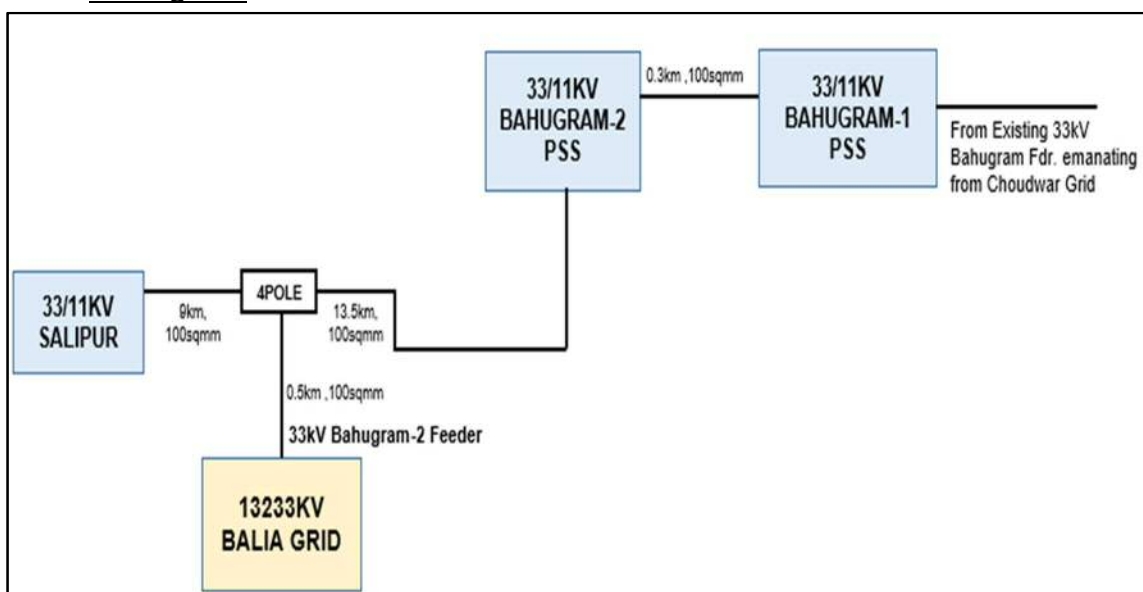 33/11KV
BAHUGRAM-2
PSS
0.3km ,100sqmm
33/11KV
BAHUGRAM-1
PSS
From Existing 33kV
Bahugram Fdr. emanating
from Choudwar Grid
33/11KV
SALIPUR
9km,
100sqmm
4POLE
13.5km,
100sqmm
0.5km ,100sqmm
33kV Bahugram-2 Feeder
13233KV
BALIA GRID